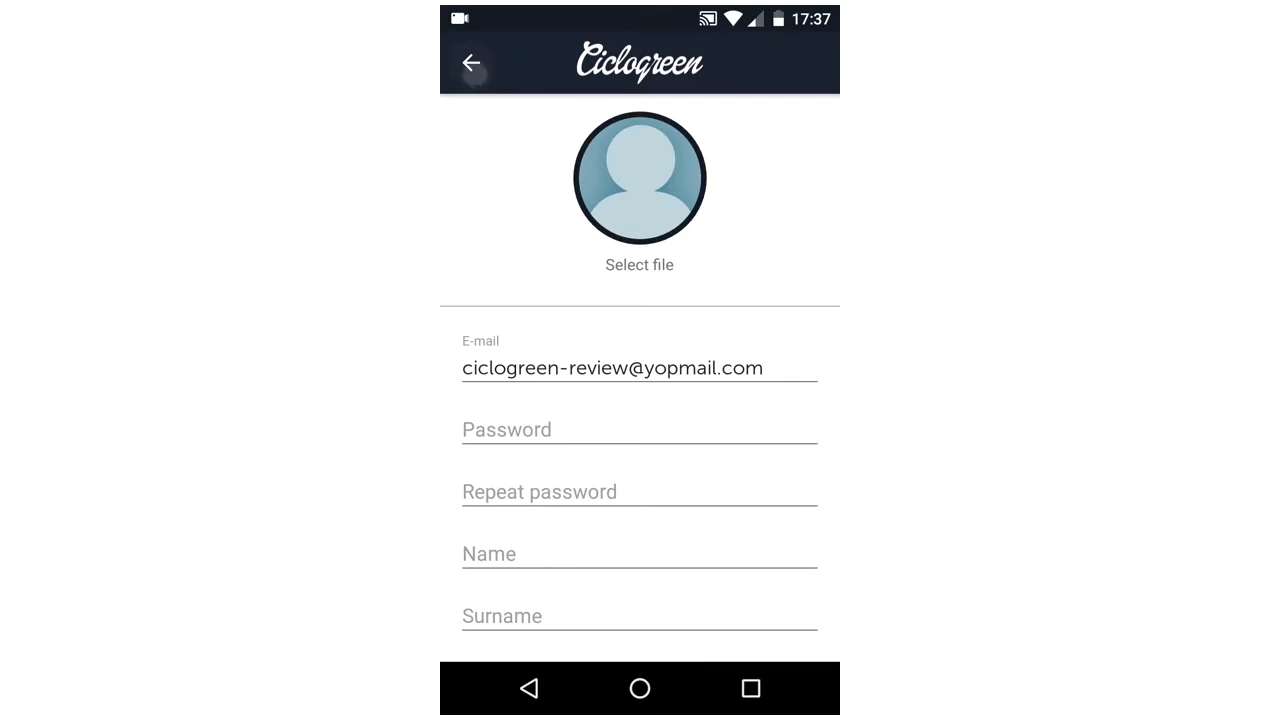 17:37
Ciclogreen
Select file
E-mail
ciclogreen-review@yopmail.com
Password
Repeat password
Name
Surname